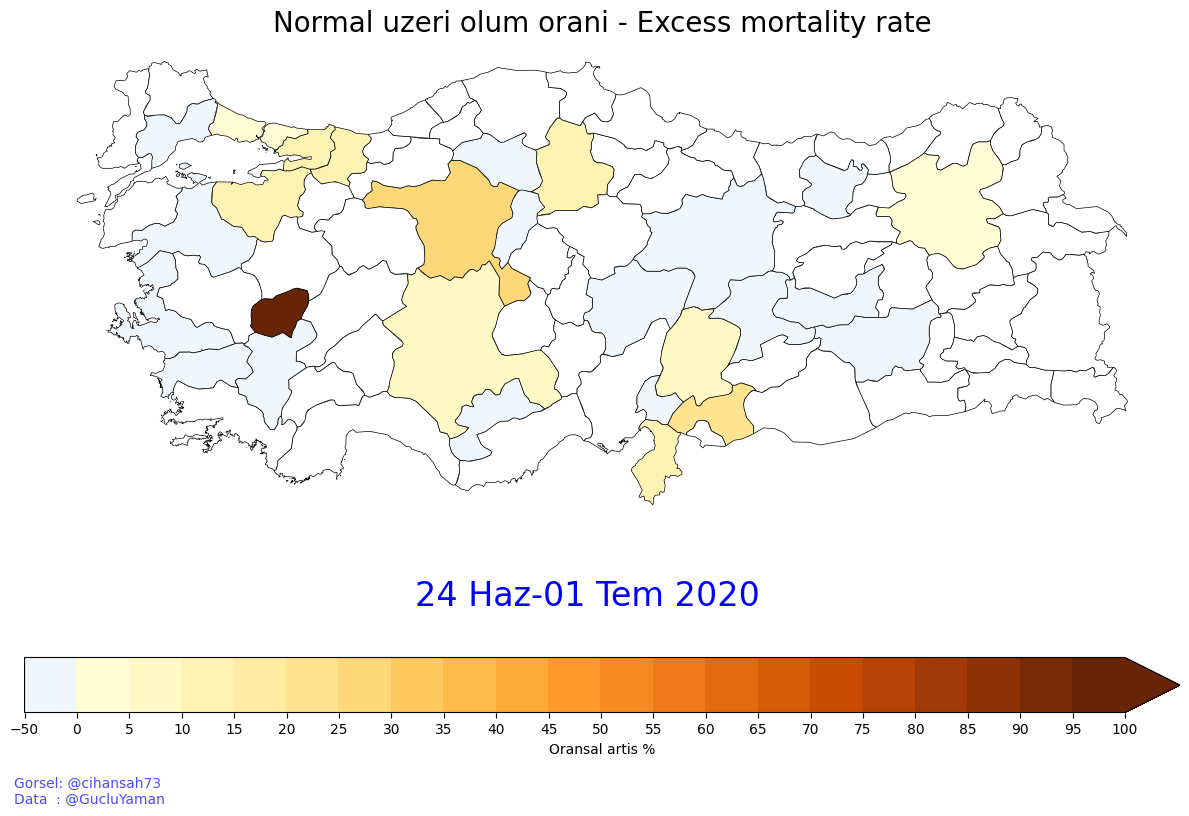 Normal uzeri olum orani - Excess mortality rate
24 Haz-01 Tem 2020
−50 0 5 10 15 20 25 30 35 40 45 50 55 60 65 70 75 80 85 90 95 100
Oransal artis %
Gorsel: @cihansah73
Data  : @GucluYaman